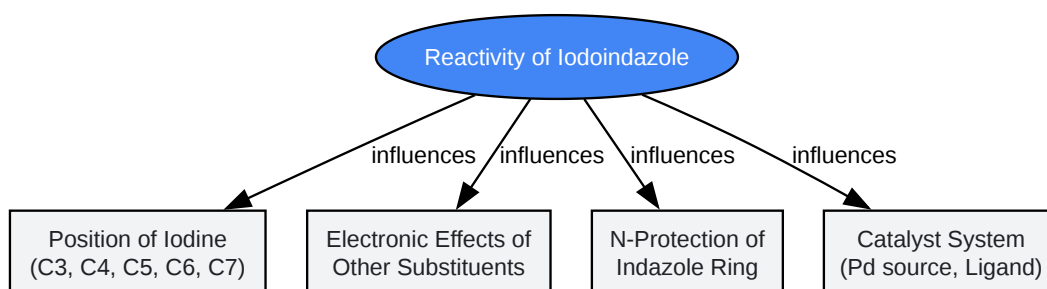 Reactivity of Iodoindazole
influences
influences
influences
influences
Position of Iodine
(C3, C4, C5, C6, C7)
Electronic Effects of
Other Substituents
N-Protection of
Indazole Ring
Catalyst System
(Pd source, Ligand)